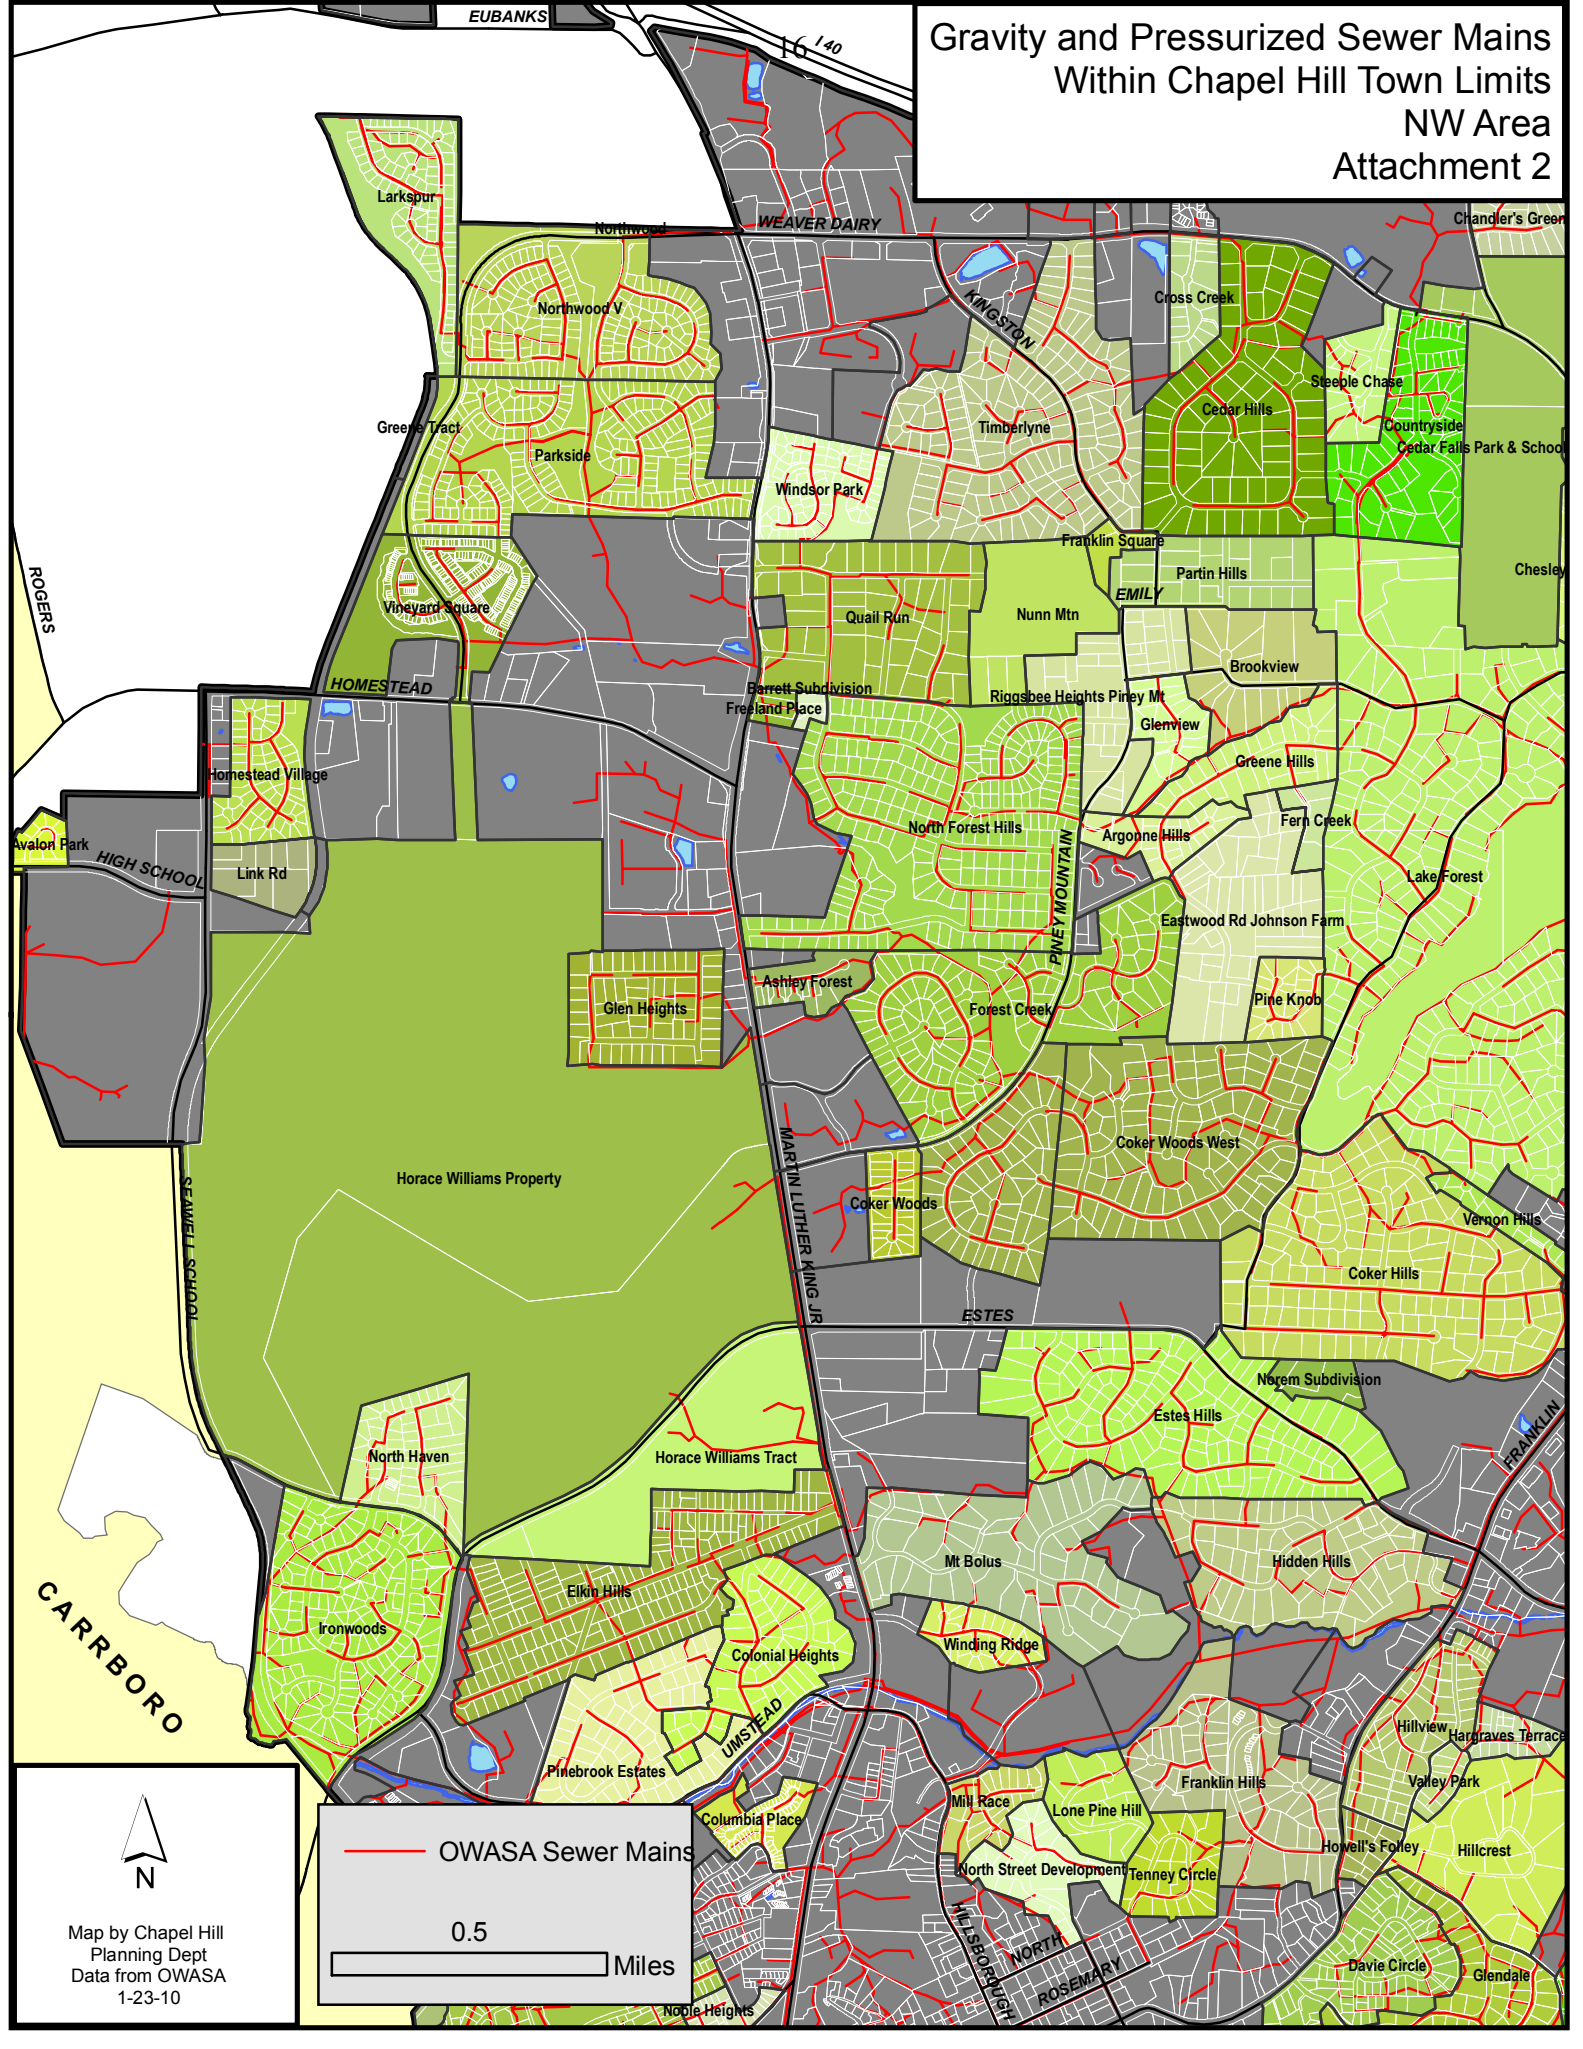 EUBANKS
16
I 40
Gravity and Pressurized Sewer Mains
Within Chapel Hill Town Limits
NW Area
Attachment 2
Larkspur
Northwood
WEAVER DAIRY
Chandler's Green
Northwood V
KINGSTON
Cross Creek
Steeple Chase
Cedar Hills
Greene Tract
Timberlyne
Countryside
Parkside
Cedar Falls Park & School
Windsor Park
Franklin Square
Partin Hills
Chesley
ROGERS
EMILY
Vineyard Square
Quail Run
Nunn Mtn
Brookview
HOMESTEAD
Barrett Subdivision
Freeland Place
Riggsbee Heights Piney Mt
Glenview
Homestead Village
Greene Hills
North Forest Hills
Fern Creek
Argonne Hills
Avalon Park
HIGH SCHOOL
Link Rd
PINEY MOUNTAIN
Lake Forest
Eastwood Rd Johnson Farm
Ashley Forest
Glen Heights
Forest Creek
Pine Knob
Coker Woods West
MARTIN LUTHER KING JR
Horace Williams Property
SEAWELL SCHOOL
Coker Woods
Vernon Hills
Coker Hills
ESTES
Norem Subdivision
Estes Hills
FRANKLIN
North Haven
Horace Williams Tract
Mt Bolus
Hidden Hills
CARRBORO
Elkin Hills
Ironwoods
Winding Ridge
Colonial Heights
UMSTEAD
Hillview
Hargraves Terrace
Pinebrook Estates
Franklin Hills
Valley Park
Mill Race
Lone Pine Hill
Columbia Place
Howell's Folley
Hillcrest
North Street Development
Tenney Circle
HILLSBOROUGH
NORTH
ROSEMARY
Davie Circle
Glendale
Noble Heights
OWASA Sewer Mains
0.5
Miles
N
Map by Chapel Hill
Planning Dept
Data from OWASA
1-23-10